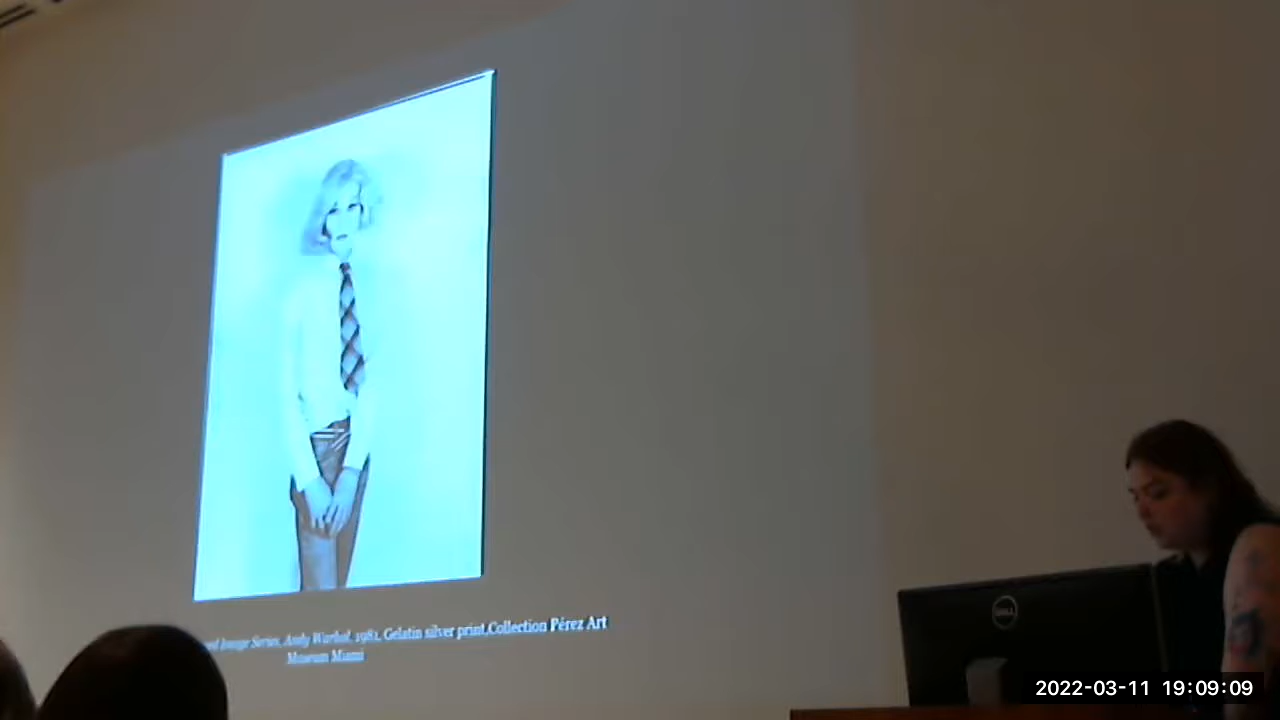 Image Series, Andy Warhol, 1981, Gelatin silver print,Collection Pérez Art
Museum Miami
DELL
2022-03-11 19:09:09